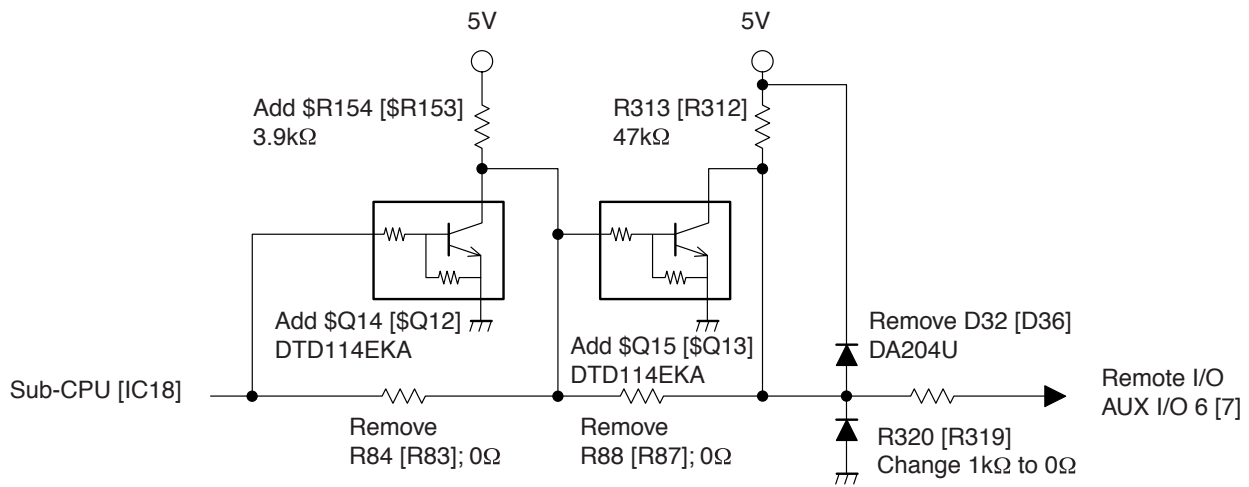 5V
5V
Add $R154 [$R153]
3.9kΩ
R313 [R312]
47kΩ
Add $Q14 [$Q12]
DTD114EKA
Add $Q15 [$Q13]
DTD114EKA
Remove D32 [D36]
DA204U
Sub-CPU [IC18]
Remote I/O
AUX I/O 6 [7]
Remove
R84 [R83]; 0Ω
Remove
R88 [R87]; 0Ω
R320 [R319]
Change 1kΩ to 0Ω